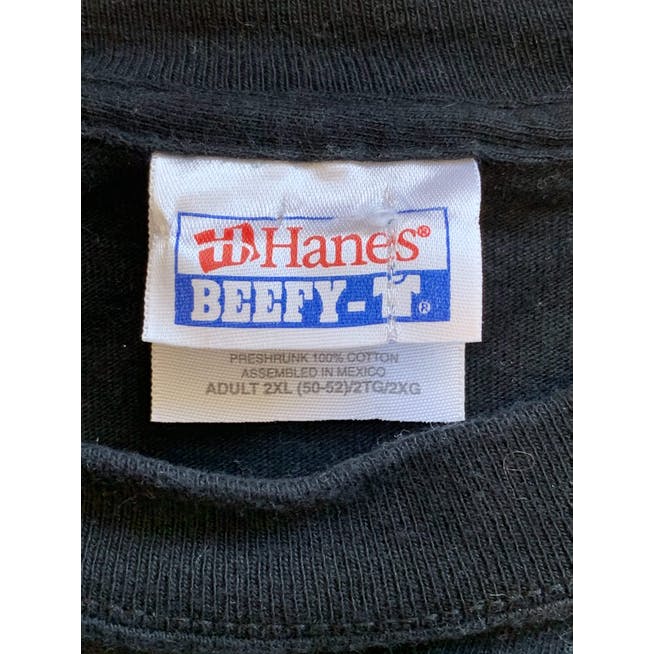 Hanes®
BEEFY-T®
PRESHRUNK 100% COTTON
ASSEMBLED IN MEXICO
ADULT 2XL (50-52)/2TG/2XG